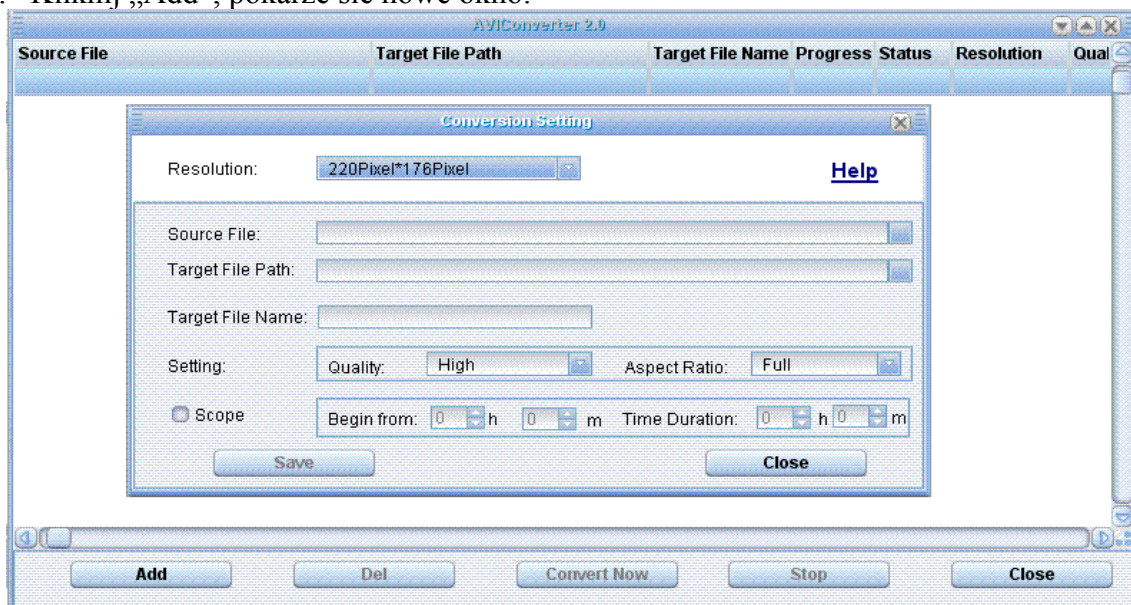 Kliknij „Add”, pokaże się nowe okno:
AVIConverter 2.0
Source File Target File Path Target File Name Progress Status Resolution Qual
Conversion Setting
Resolution: 220Pixel*176Pixel Help
Source File:
Target File Path:
Target File Name:
Setting: Quality: High Aspect Ratio: Full
Scope Begin from: 0 h 0 m Time Duration: 0 h 0 m
Save Close
Add Del Convert Now Stop Close